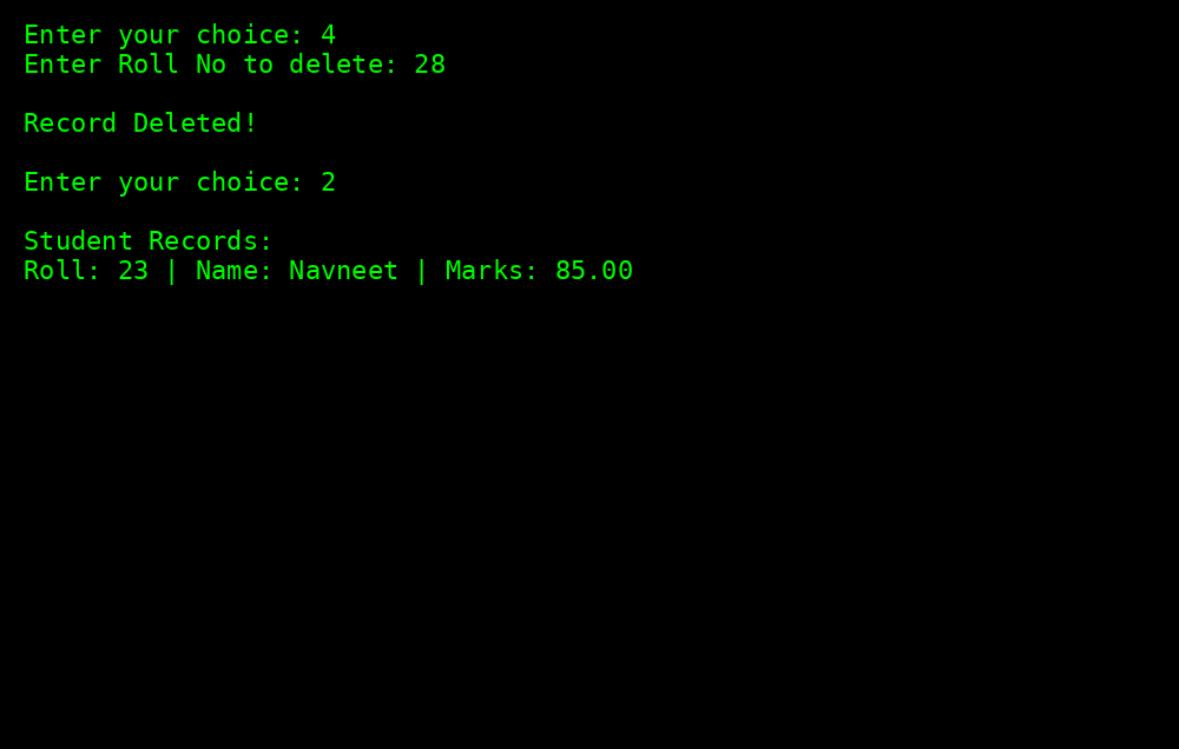 Enter your choice: 4
Enter Roll No to delete: 28
Record Deleted!
Enter your choice: 2
Student Records:
Roll: 23 | Name: Navneet | Marks: 85.00